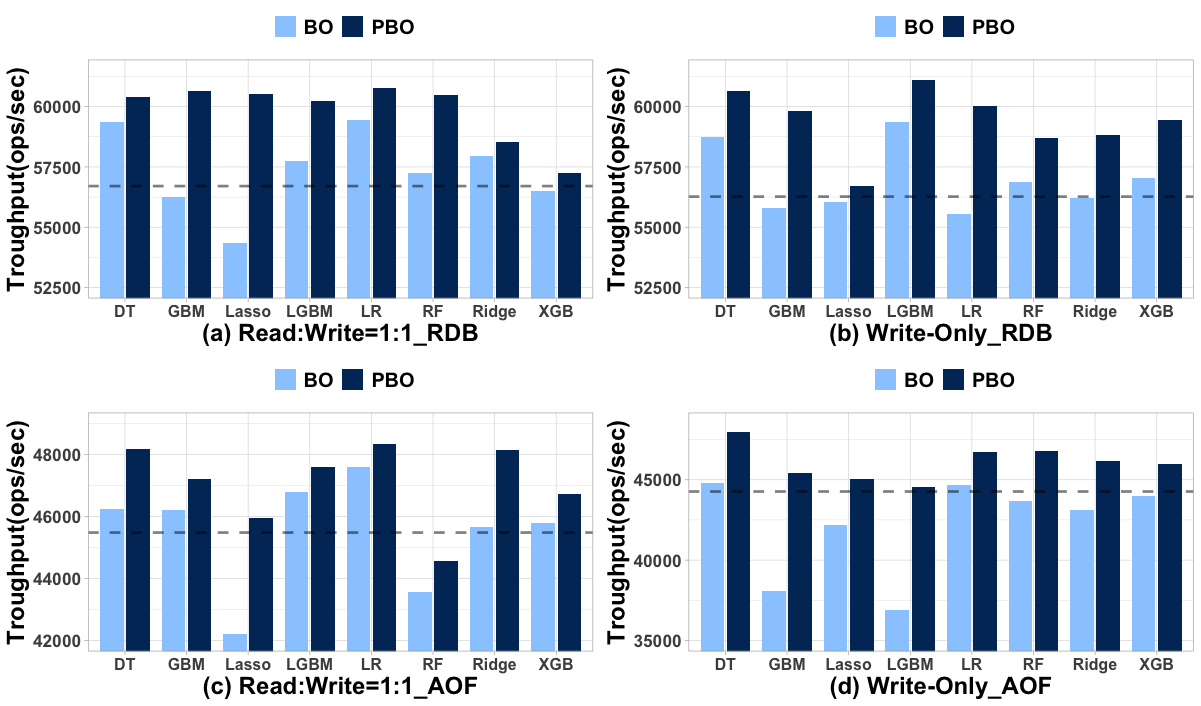 BO PBO
Troughput(ops/sec)
60000
57500
55000
52500
DT GBM Lasso LGBM LR RF Ridge XGB
(a) Read:Write=1:1_RDB
BO PBO
Troughput(ops/sec)
60000
57500
55000
52500
DT GBM Lasso LGBM LR RF Ridge XGB
(b) Write-Only_RDB
BO PBO
Troughput(ops/sec)
48000
46000
44000
42000
DT GBM Lasso LGBM LR RF Ridge XGB
(c) Read:Write=1:1_AOF
BO PBO
Troughput(ops/sec)
45000
40000
35000
DT GBM Lasso LGBM LR RF Ridge XGB
(d) Write-Only_AOF